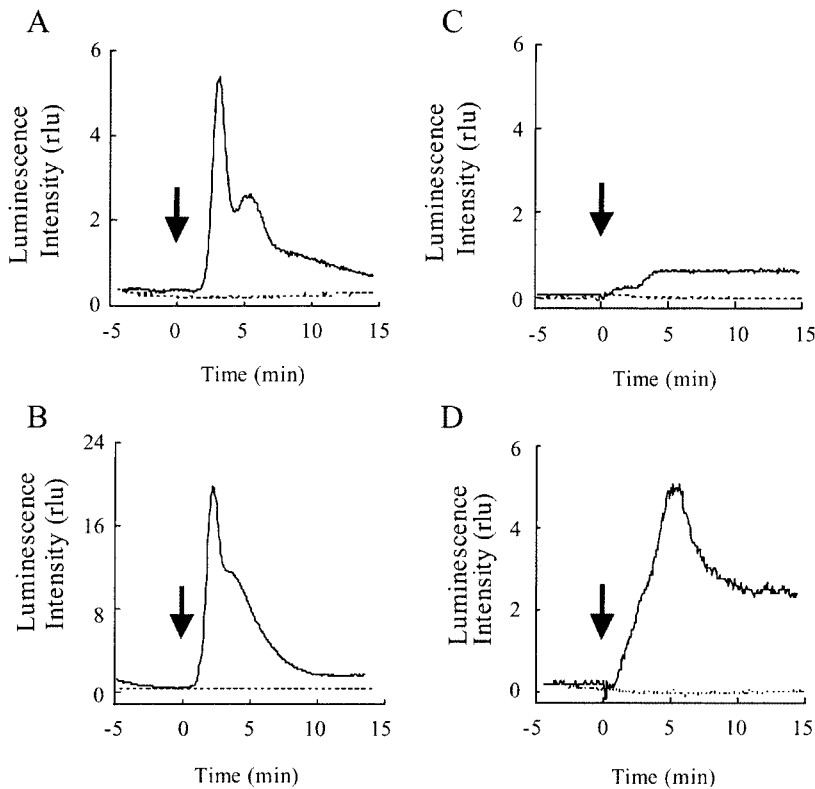 A
6
4
2
0
Luminescence
Intensity (rlu)
-5 0 5 10 15
Time (min)
C
6
4
2
0
Luminescence
Intensity (rlu)
-5 0 5 10 15
Time (min)
B
24
16
8
0
Luminescence
Intensity (rlu)
-5 0 5 10 15
Time (min)
D
6
4
2
0
Luminescence
Intensity (rlu)
-5 0 5 10 15
Time (min)